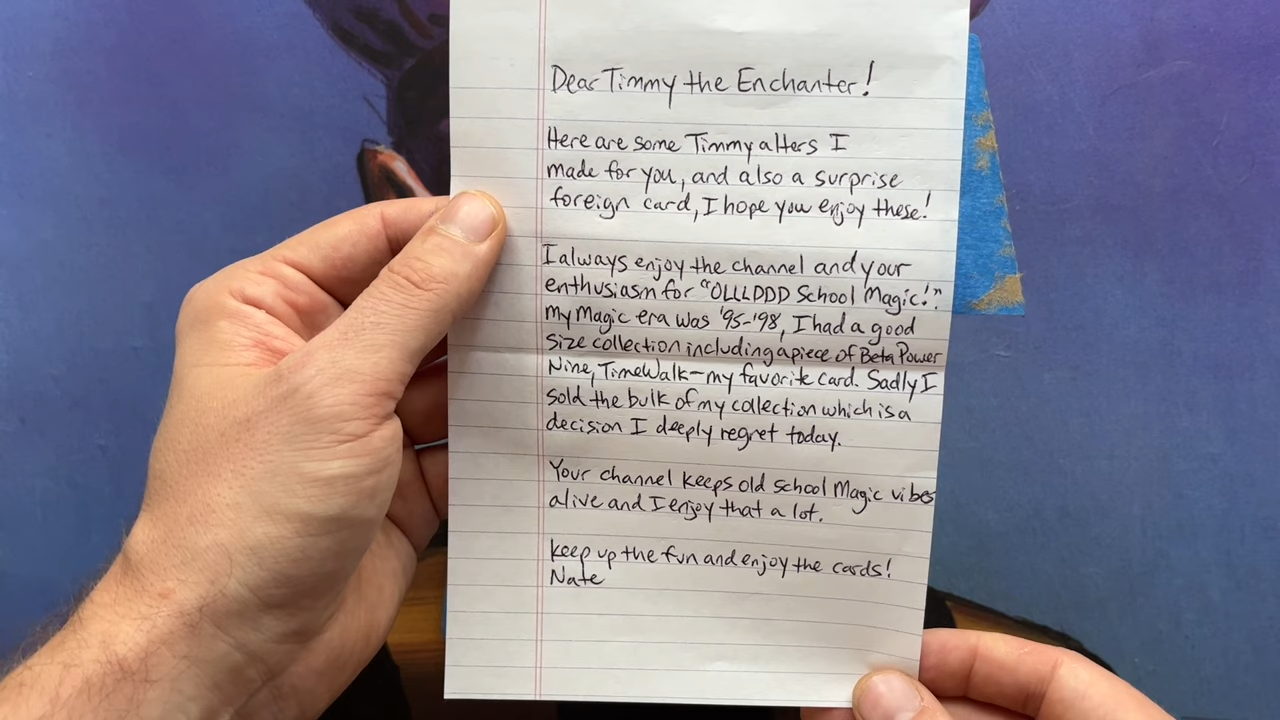 Dear Timmy the Enchanter!
Here are some Timmy alters I
made for you, and also a surprise
foreign card, I hope you enjoy these!
I always enjoy the channel and your
enthusiasm for "OLLLDDD School Magic!".
my Magic era was '95-'98, I had a good
size collection including a piece of Beta Power
Nine, Time Walk - my favorite card. Sadly I
sold the bulk of my collection which is a
decision I deeply regret today.
Your channel keeps old school Magic vibes
alive and I enjoy that a lot.
Keep up the fun and enjoy the cards!
Nate